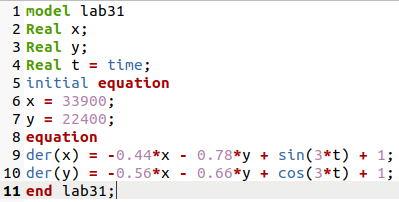 1 model lab31
2 Real x;
3 Real y;
4 Real t = time;
5 initial equation
6 x = 33900;
7 y = 22400;
8 equation
9 der(x) = -0.44*x - 0.78*y + sin(3*t) + 1;
10 der(y) = -0.56*x - 0.66*y + cos(3*t) + 1;
11 end lab31;